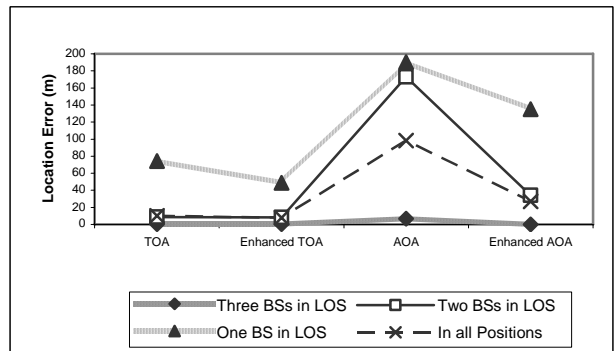 Location Error (m)
200
180
160
140
120
100
80
60
40
20
0
TOA
Enhanced TOA
AOA
Enhanced AOA
Three BSs in LOS
Two BSs in LOS
One BS in LOS
In all Positions